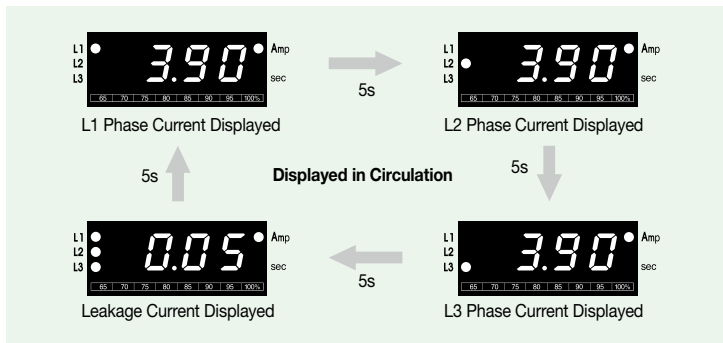 L1 3.90 Amp
L2
L3 sec
65 70 75 80 85 90 95 100%
L1 Phase Current Displayed
5s
L1 3.90 Amp
L2
L3 sec
65 70 75 80 85 90 95 100%
L2 Phase Current Displayed
5s
Displayed in Circulation
5s
L1 0.05 Amp
L2
L3 sec
65 70 75 80 85 90 95 100%
Leakage Current Displayed
5s
L1 3.90 Amp
L2
L3 sec
65 70 75 80 85 90 95 100%
L3 Phase Current Displayed